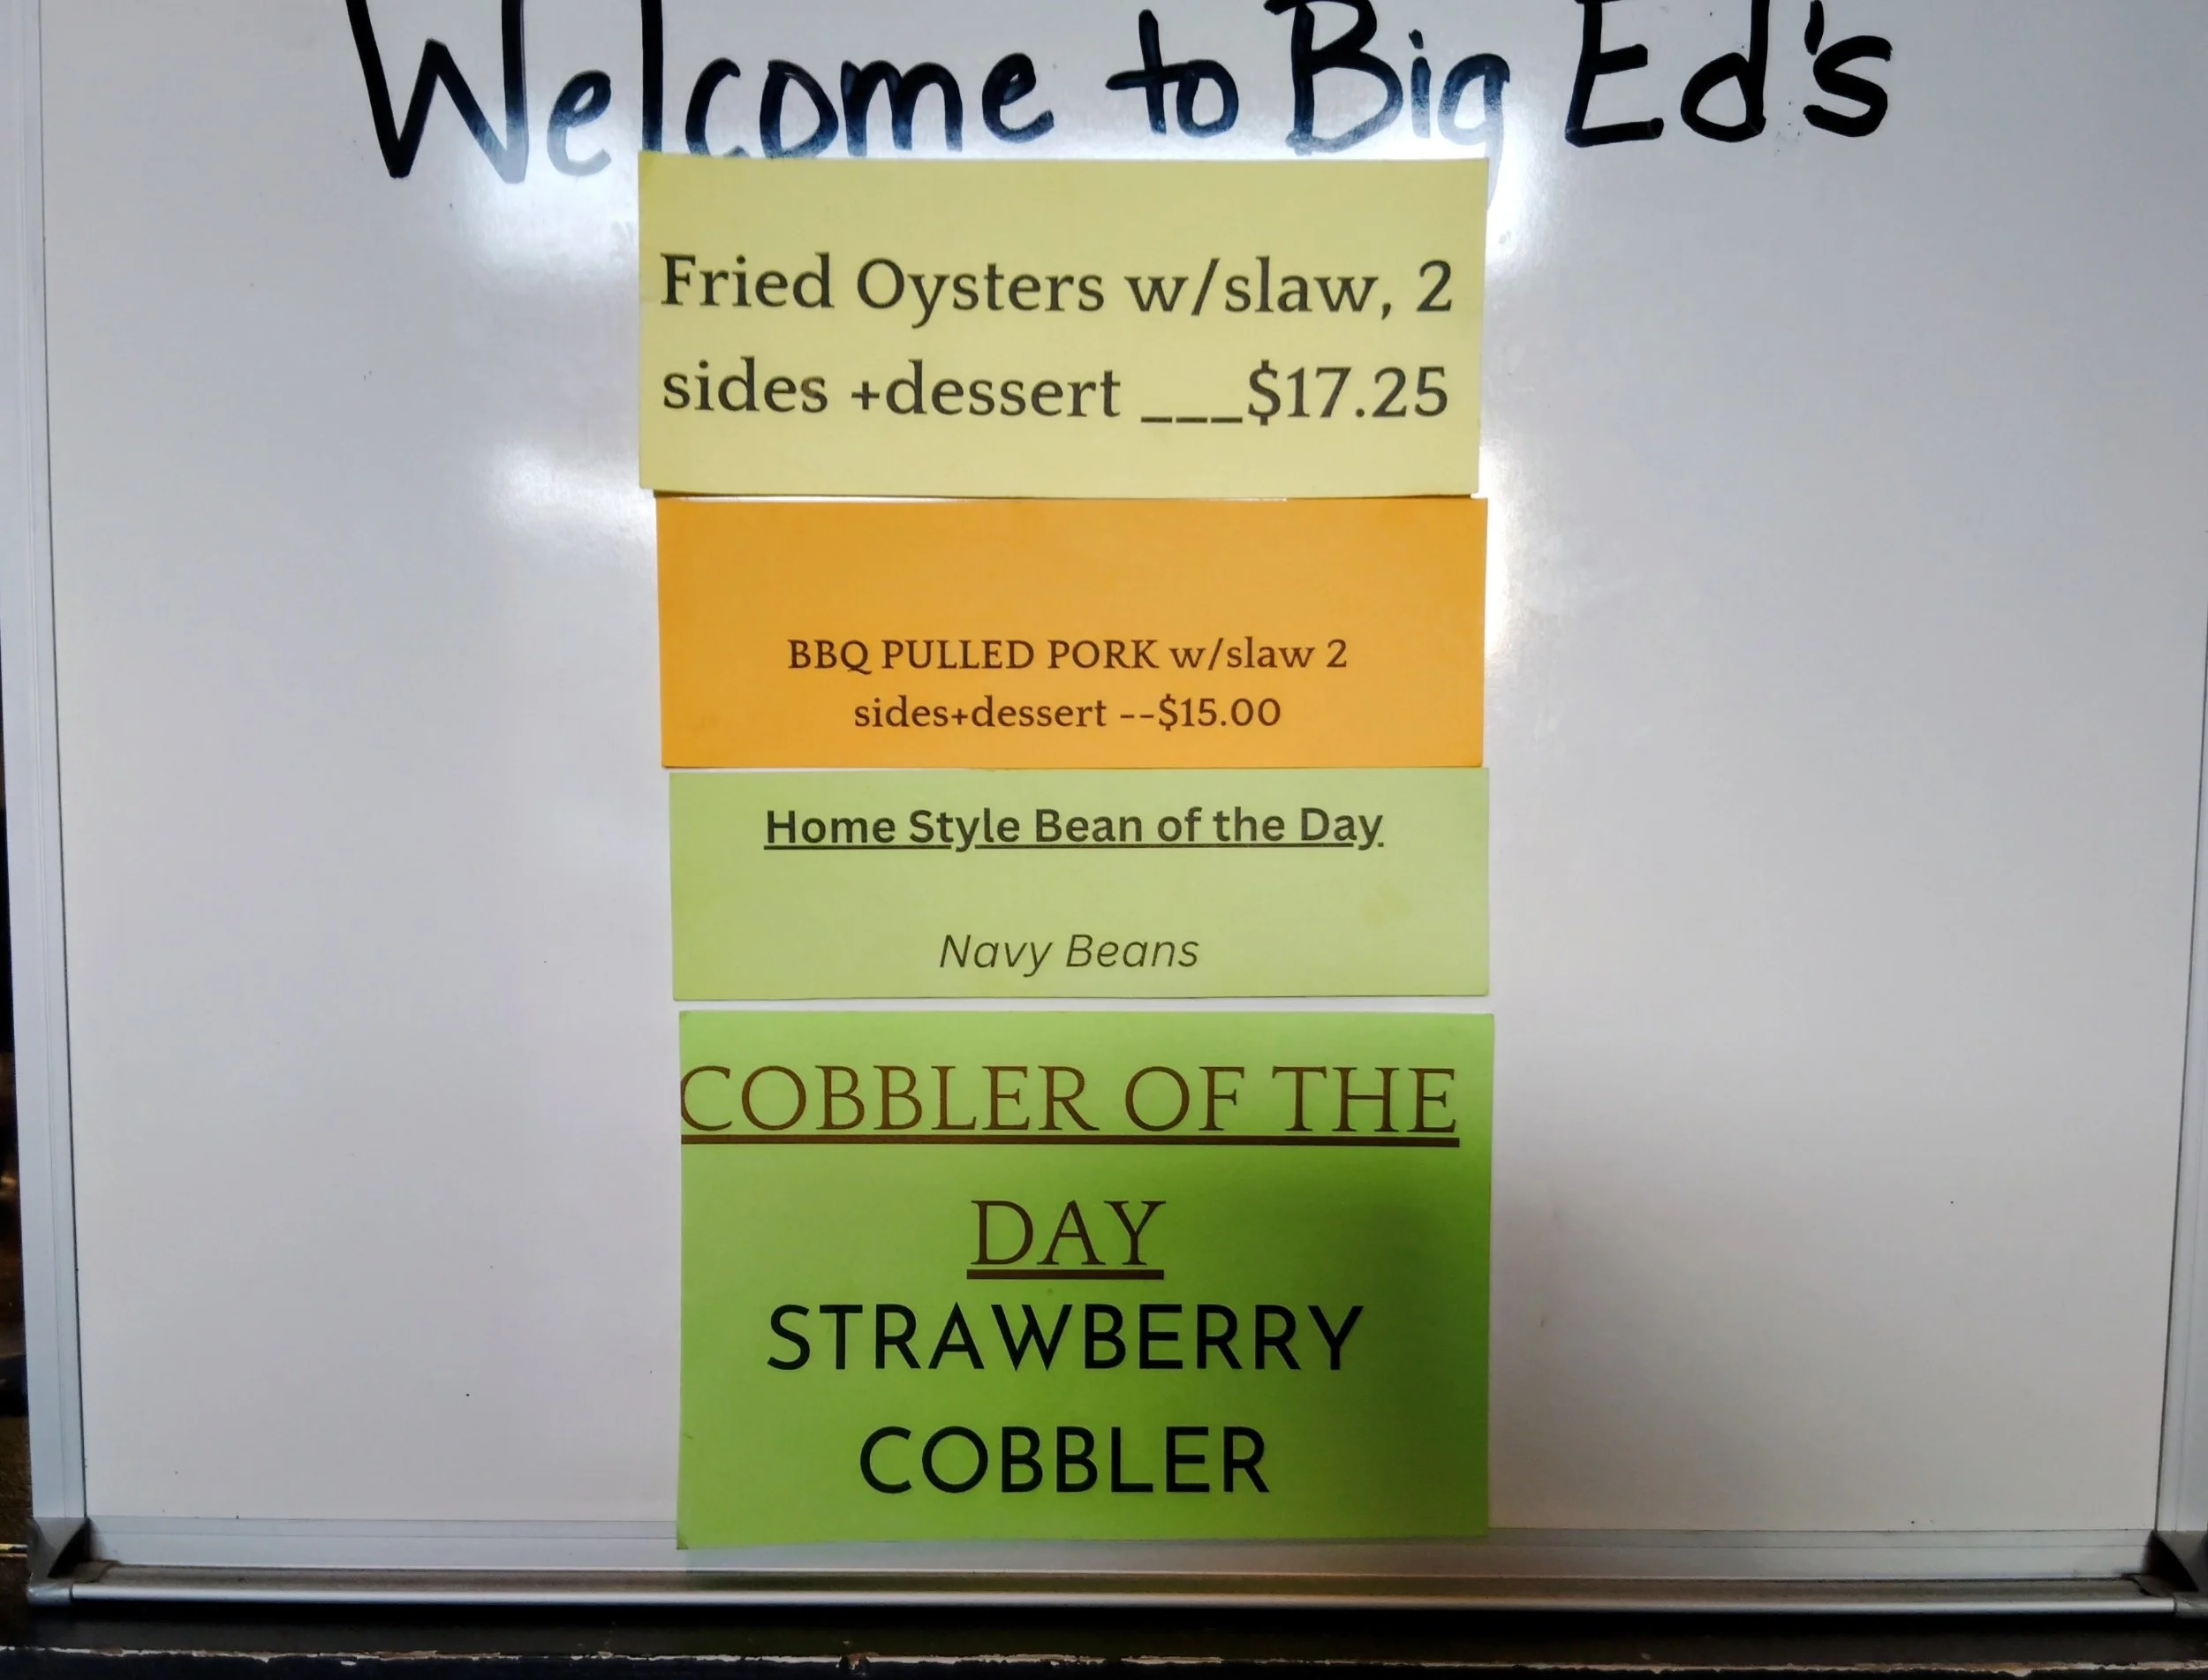 Welcome to Big Ed's
Fried Oysters w/slaw, 2
sides +dessert ___$17.25
BBQ PULLED PORK w/slaw 2
sides+dessert --$15.00
Home Style Bean of the Day
Navy Beans
COBBLER OF THE
DAY
STRAWBERRY
COBBLER